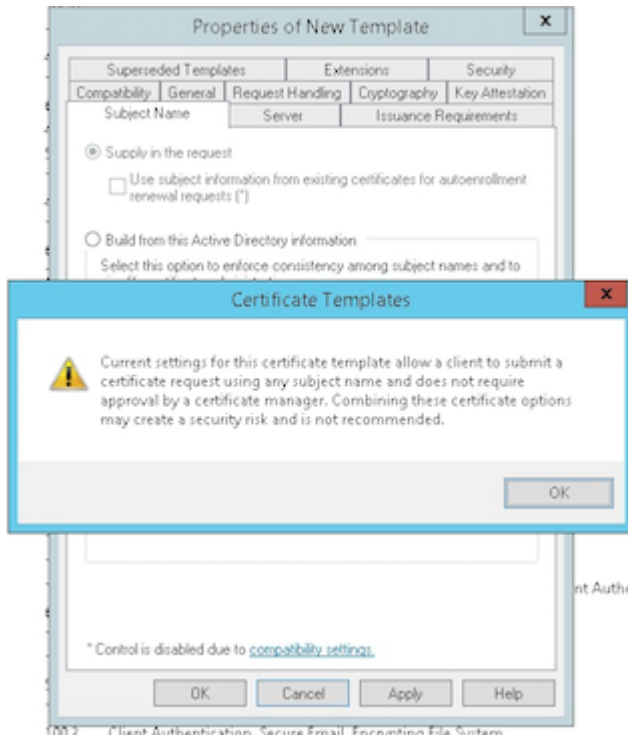 Properties of New Template
x
Superseded Templates Extensions Security
Compatibility General Request Handling Cryptography Key Attestation
Subject Name Server Issuance Requirements
Supply in the request
Use subject information from existing certificates for autoenrollment
renewal requests (*)
Build from this Active Directory information
Select this option to enforce consistency among subject names and to
Certificate Templates
x
Current settings for this certificate template allow a client to submit a
certificate request using any subject name and does not require
approval by a certificate manager. Combining these certificate options
may create a security risk and is not recommended.
OK
nt Authe
* Control is disabled due to compatibility settings.
OK Cancel Apply Help
Client Authentication, Secure Email, Encrypting File System